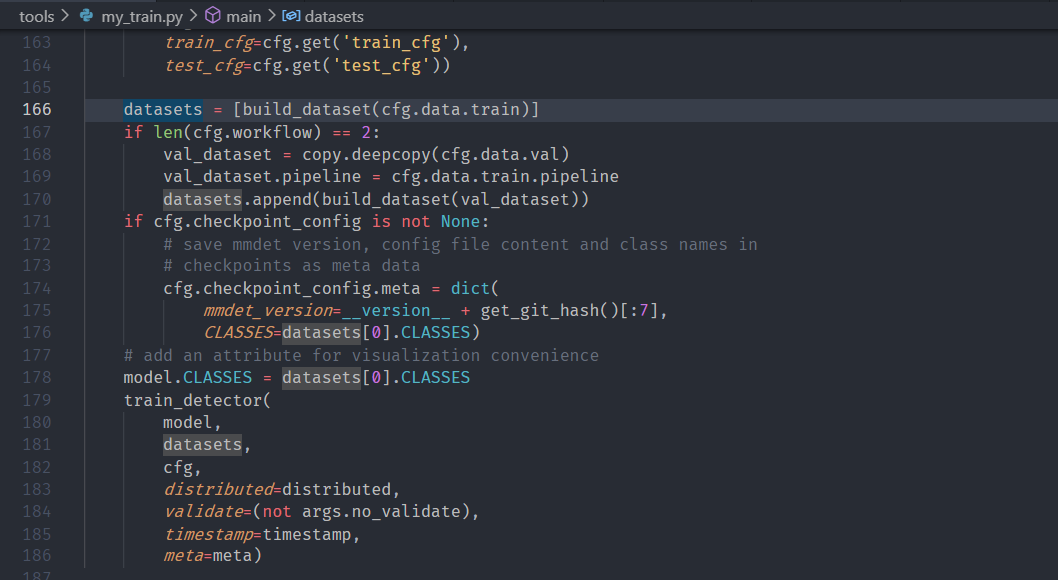 tools > my_train.py > main > datasets
163 train_cfg=cfg.get('train_cfg'),
164 test_cfg=cfg.get('test_cfg'))
165
166 datasets = [build_dataset(cfg.data.train)]
167 if len(cfg.workflow) == 2:
168 val_dataset = copy.deepcopy(cfg.data.val)
169 val_dataset.pipeline = cfg.data.train.pipeline
170 datasets.append(build_dataset(val_dataset))
171 if cfg.checkpoint_config is not None:
172 # save mmdet version, config file content and class names in
173 # checkpoints as meta data
174 cfg.checkpoint_config.meta = dict(
175 mmdet_version=__version__ + get_git_hash()[:7],
176 CLASSES=datasets[0].CLASSES)
177 # add an attribute for visualization convenience
178 model.CLASSES = datasets[0].CLASSES
179 train_detector(
180 model,
181 datasets,
182 cfg,
183 distributed=distributed,
184 validate=(not args.no_validate),
185 timestamp=timestamp,
186 meta=meta)
187